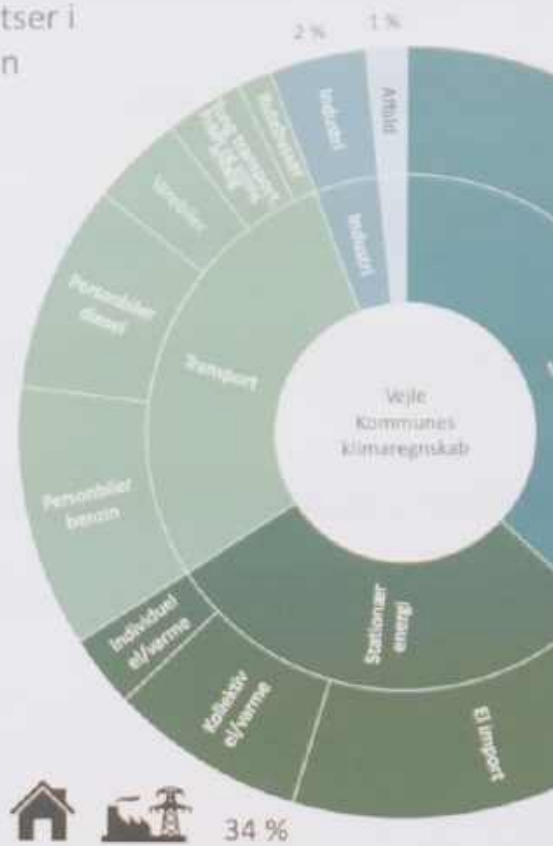 tser i
n
2 %
1 %
Industri
Affald
Industri
Transport
Personbiler
diesel
Personbiler
benzin
Vejle
Kommunes
klimaregnskab
Individuel
el/varme
Kollektiv
el/varme
Stationær
energi
El import
34 %